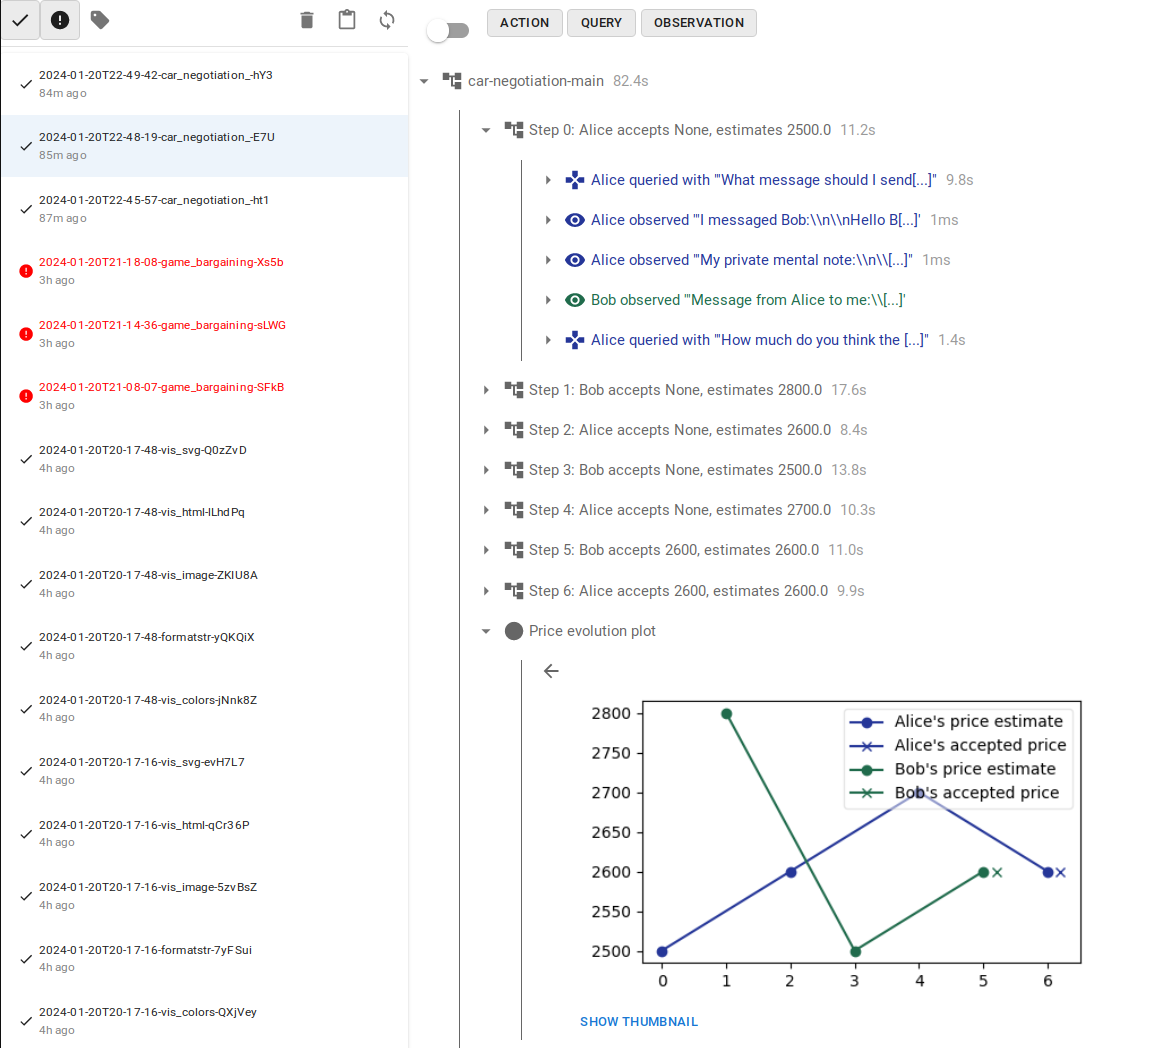 2024-01-20T22-49-42-car_negotiation_-hY3
84m ago
2024-01-20T22-48-19-car_negotiation_-E7U
85m ago
2024-01-20T22-45-57-car_negotiation_-ht1
87m ago
2024-01-20T21-18-08-game_bargaining-Xs5b
3h ago
2024-01-20T21-14-36-game_bargaining-sLWG
3h ago
2024-01-20T21-08-07-game_bargaining-SFkB
3h ago
2024-01-20T20-17-48-vis_svg-Q0zZvD
4h ago
2024-01-20T20-17-48-vis_html-lLhdPq
4h ago
2024-01-20T20-17-48-vis_image-ZKIU8A
4h ago
2024-01-20T20-17-48-formatstr-yQKQiX
4h ago
2024-01-20T20-17-48-vis_colors-jNnk8Z
4h ago
2024-01-20T20-17-16-vis_svg-evH7L7
4h ago
2024-01-20T20-17-16-vis_html-qCr36P
4h ago
2024-01-20T20-17-16-vis_image-5zvBsZ
4h ago
2024-01-20T20-17-16-formatstr-7yFSui
4h ago
2024-01-20T20-17-16-vis_colors-QXjVey
4h ago
ACTION QUERY OBSERVATION
car-negotiation-main 82.4s
Step 0: Alice accepts None, estimates 2500.0 11.2s
Alice queried with '"What message should I send[...]" 9.8s
Alice observed '"I messaged Bob:\\n\\nHello B[...]' 1ms
Alice observed '"My private mental note:\\n\\[...]" 1ms
Bob observed '"Message from Alice to me:\\[...]'
Alice queried with '"How much do you think the [...]" 1.4s
Step 1: Bob accepts None, estimates 2800.0 17.6s
Step 2: Alice accepts None, estimates 2600.0 8.4s
Step 3: Bob accepts None, estimates 2500.0 13.8s
Step 4: Alice accepts None, estimates 2700.0 10.3s
Step 5: Bob accepts 2600, estimates 2600.0 11.0s
Step 6: Alice accepts 2600, estimates 2600.0 9.9s
Price evolution plot
2800
2750
2700
2650
2600
2550
2500
Alice's price estimate
Alice's accepted price
Bob's price estimate
Bob's accepted price
0 1 2 3 4 5 6
SHOW THUMBNAIL